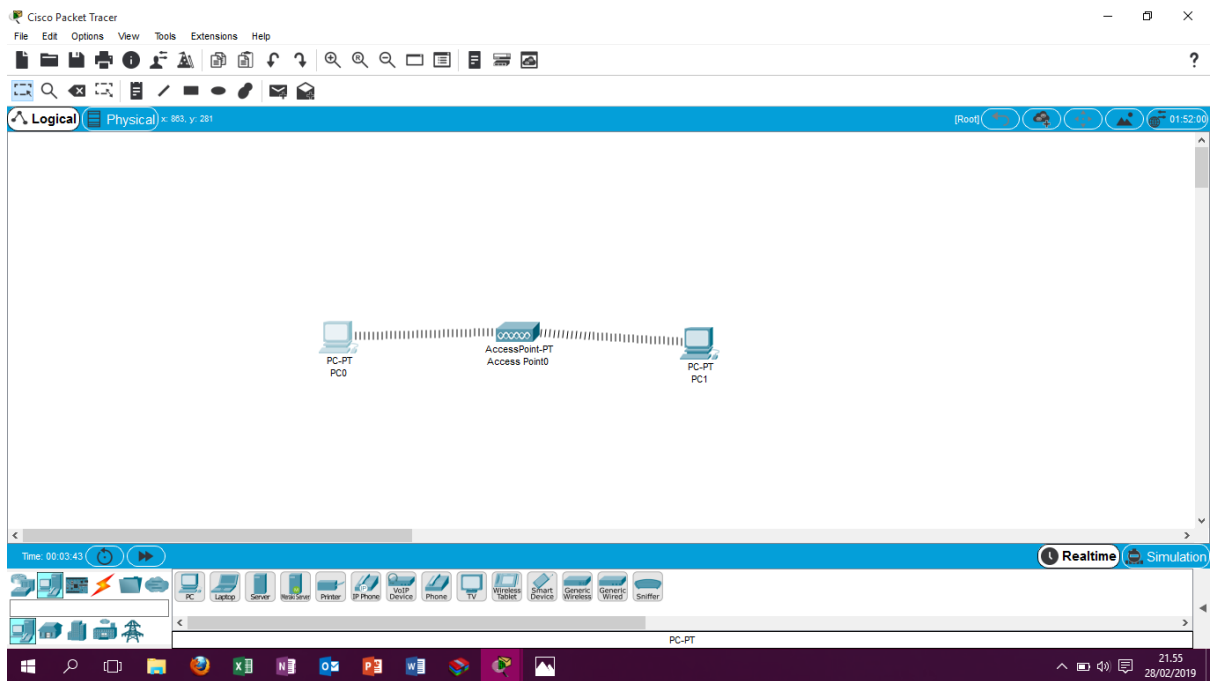 Cisco Packet Tracer
File Edit Options View Tools Extensions Help
?
Logical Physical x: 863, y: 281 [Root] 01:52:00
AccessPoint-PT
Access Point0
PC-PT
PC0
PC-PT
PC1
Time: 00:03:43 Realtime Simulation
PC Laptop Server Printer IP Phone VoIP Device Phone TV Wireless Tablet Smart Device Generic Wireless Generic Wired Sniffer
PC-PT
21.55
28/02/2019